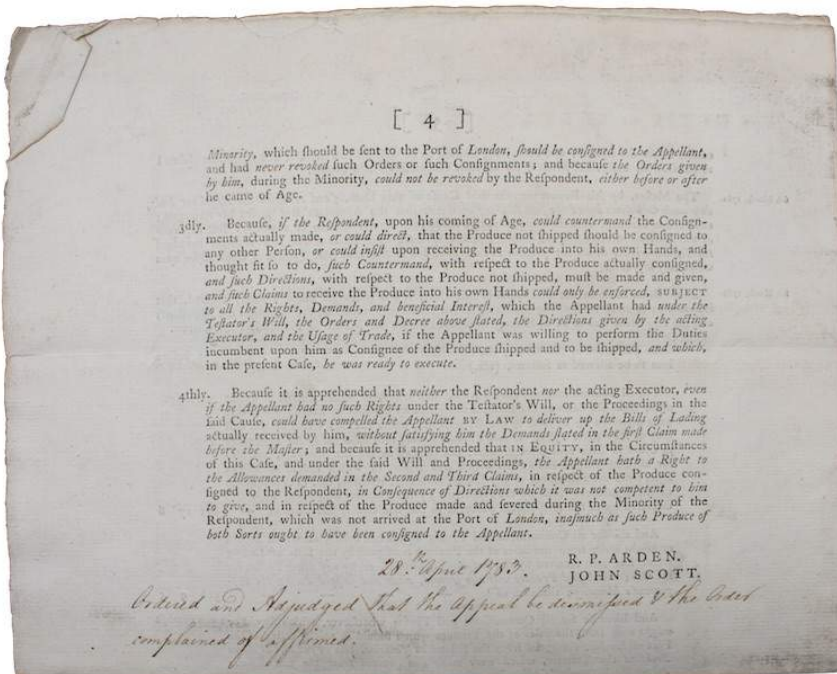 [ 4 ]
Minority, which ſhould be ſent to the Port of London, ſhould be conſigned to the Appellant,
and had never revoked ſuch Orders or ſuch Conſignments; and becauſe the Orders given
by him, during the Minority, could not be revoked by the Reſpondent, either before or after
he came of Age.
3dly. Becauſe, if the Reſpondent, upon his coming of Age, could countermand the Conſign-
ments actually made, or could direct, that the Produce not ſhipped ſhould be conſigned to
any other Perſon, or could inſiſt upon receiving the Produce into his own Hands, and
thought fit ſo to do, ſuch Countermand, with reſpect to the Produce actually conſigned,
and ſuch Directions, with reſpect to the Produce not ſhipped, muſt be made and given,
and ſuch Claims to receive the Produce into his own Hands could only be enforced, SUBJECT
to all the Rights, Demands, and beneficial Intereſt, which the Appellant had under the
Teſtator's Will, the Orders and Decree above ſtated, the Directions given by the acting
Executor, and the Uſage of Trade, if the Appellant was willing to perform the Duties
incumbent upon him as Conſignee of the Produce ſhipped and to be ſhipped, and which,
in the preſent Caſe, he was ready to execute.
4thly. Becauſe it is apprehended that neither the Reſpondent nor the acting Executor, even
if the Appellant had no ſuch Rights under the Teſtator's Will, or the Proceedings in the
ſaid Cauſe, could have compelled the Appellant BY LAW to deliver up the Bills of Lading
actually received by him, without ſatisfying him the Demands ſtated in the firſt Claim made
before the Maſter; and becauſe it is apprehended that IN EQUITY, in the Circumſtances
of this Caſe, and under the ſaid Will and Proceedings, the Appellant hath a Right to
the Allowances demanded in the Second and Third Claims, in reſpect of the Produce con-
ſigned to the Reſpondent, in Conſequence of Directions which it was not competent to him
to give, and in reſpect of the Produce made and ſevered during the Minority of the
Reſpondent, which was not arrived at the Port of London, inaſmuch as ſuch Produce of
both Sorts ought to have been conſigned to the Appellant.
R. P. ARDEN.
JOHN SCOTT.
28.th April 1783.
Ordered and Adjudged that the Appeal be dismiſsed & the Order
complained of affirmed.